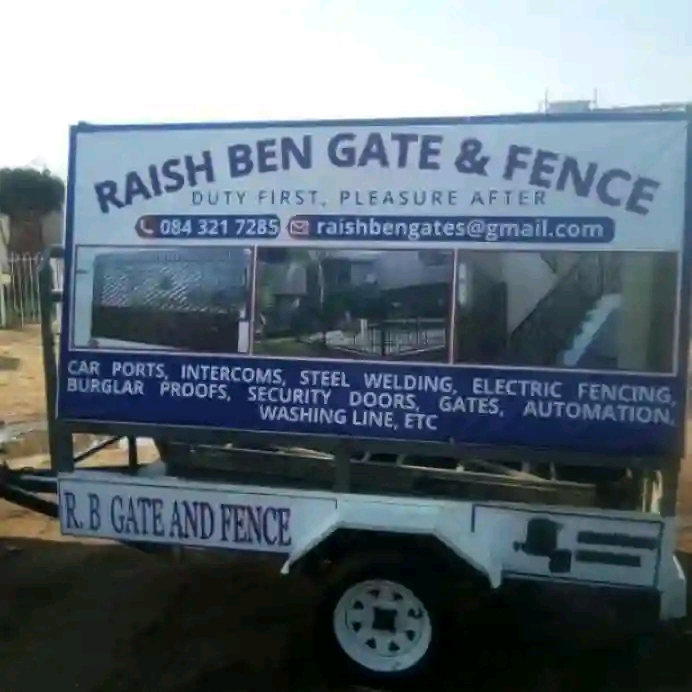 RAISH BEN GATE & FENCE
DUTY FIRST, PLEASURE AFTER
084 321 7285 raishbengates@gmail.com
CAR PORTS, INTERCOMS, STEEL WELDING, ELECTRIC FENCING,
BURGLAR PROOFS, SECURITY DOORS, GATES, AUTOMATION,
WASHING LINE, ETC
R. B GATE AND FENCE